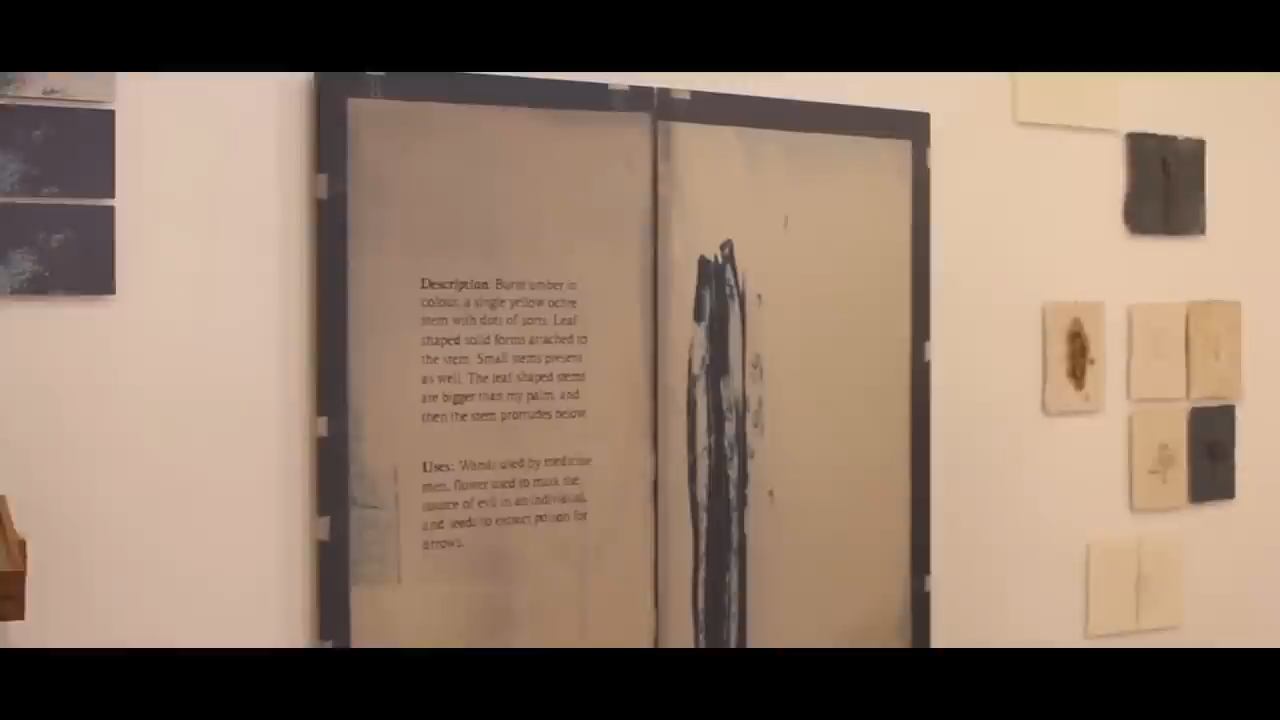 Description: Burnt umber in
colour, a single yellow ochre
stem with dots of sorts. Leaf
shaped solid forms attached to
the stem. Small stems present
as well. The leaf shaped stems
are bigger than my palm, and
then the stem protrudes below.
Uses: Wands used by medicine
men, flower used to mark the
source of evil in an individual,
and seeds to extract poison for
arrows.